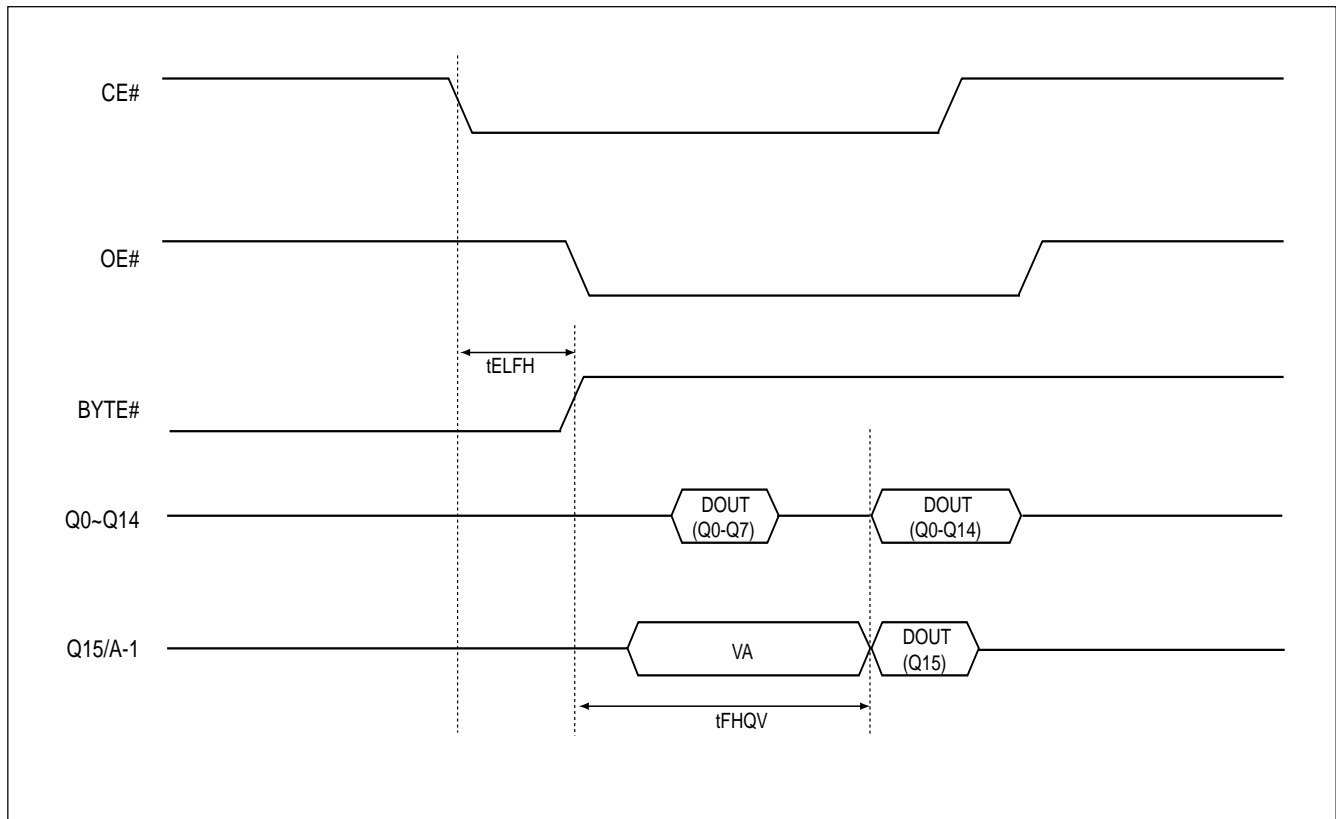 CE#
OE#
tELFH
BYTE#
Q0~Q14
DOUT
(Q0-Q7)
DOUT
(Q0-Q14)
Q15/A-1
VA
DOUT
(Q15)
tFHQV